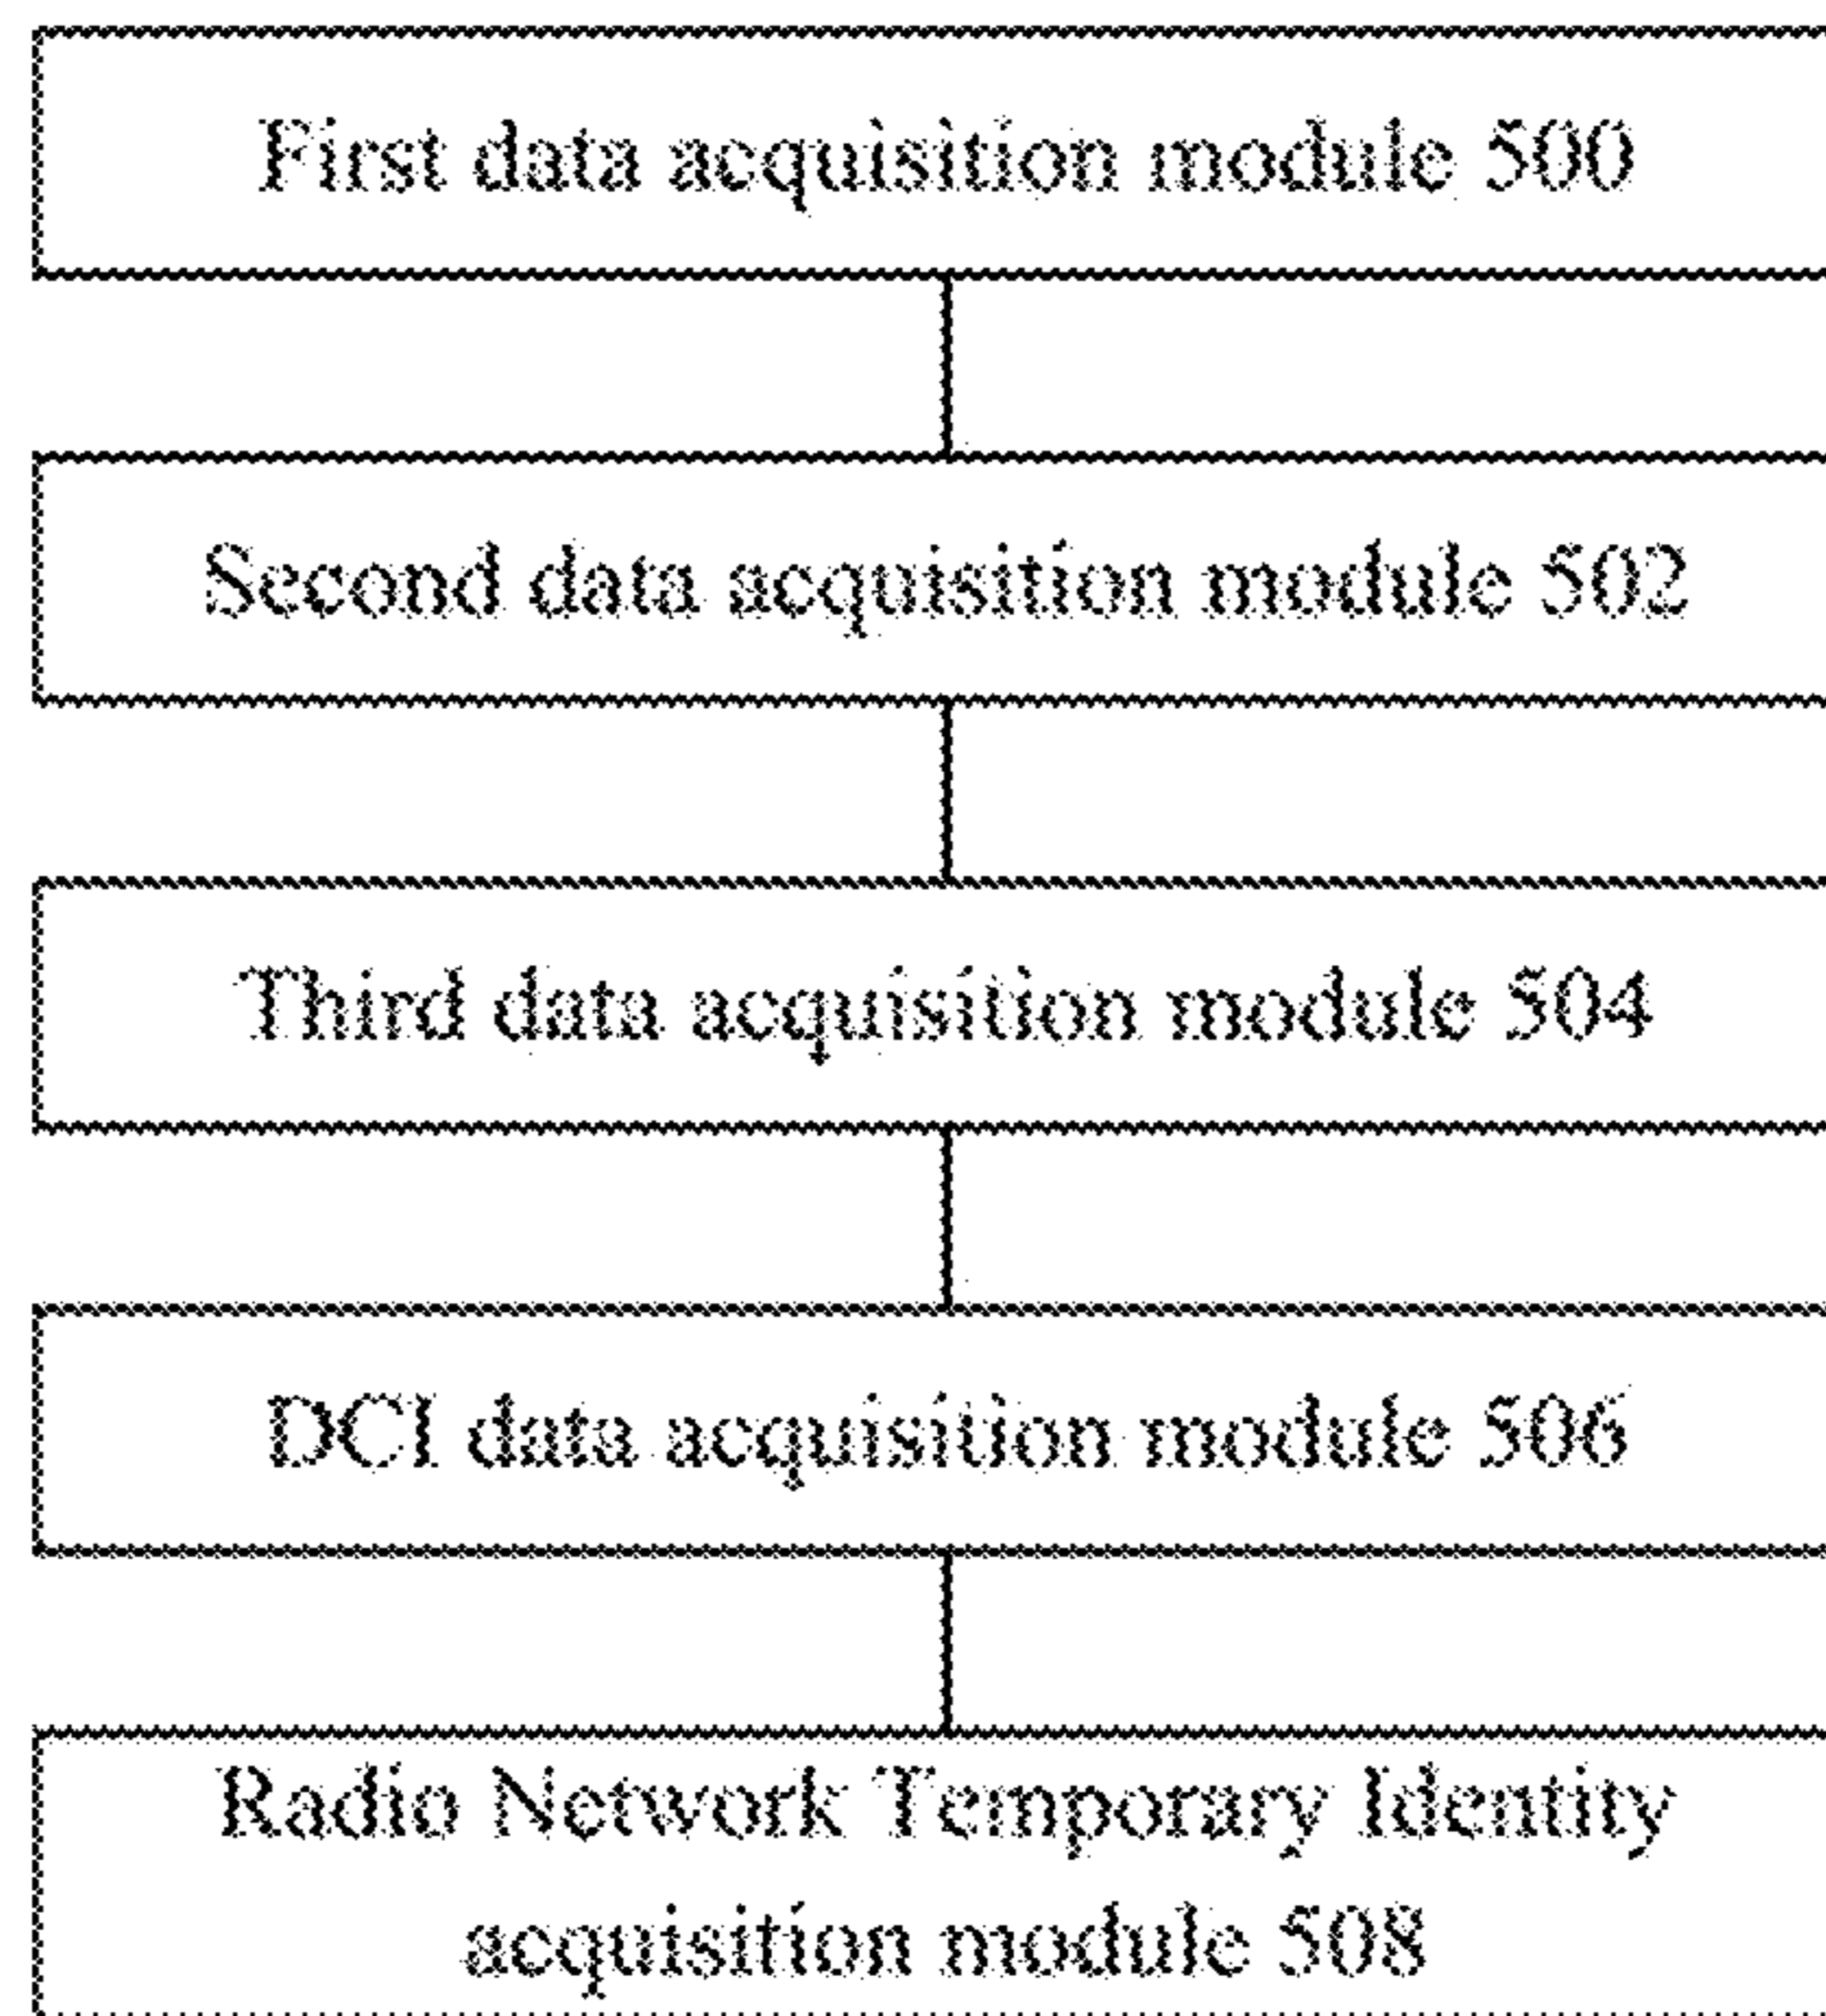 First data acquisition module 500
Second data acquisition module 502
Third data acquisition module 504
DCI data acquisition module 506
Radio Network Temporary Identity
acquisition module 508